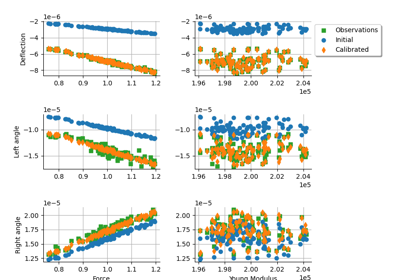 1e−6
−2
−4
−6
−8
Deflection
0.8 0.9 1.0 1.1 1.2
1e−6
−2
−4
−6
−8
1.96 1.98 2.00 2.02 2.04
1e5
Observations
Initial
Calibrated
1e−5
−1.0
−1.5
Left angle
0.8 0.9 1.0 1.1 1.2
1e−5
−1.0
−1.5
1.96 1.98 2.00 2.02 2.04
1e5
1e−5
2.00
1.75
1.50
1.25
Right angle
0.8 0.9 1.0 1.1 1.2
Force
1e−5
2.00
1.75
1.50
1.25
1.96 1.98 2.00 2.02 2.04
1e5
Young Modulus